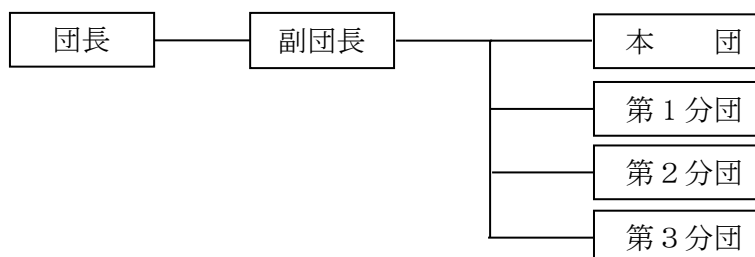 団長
副団長
本　　団
第１分団
第２分団
第３分団